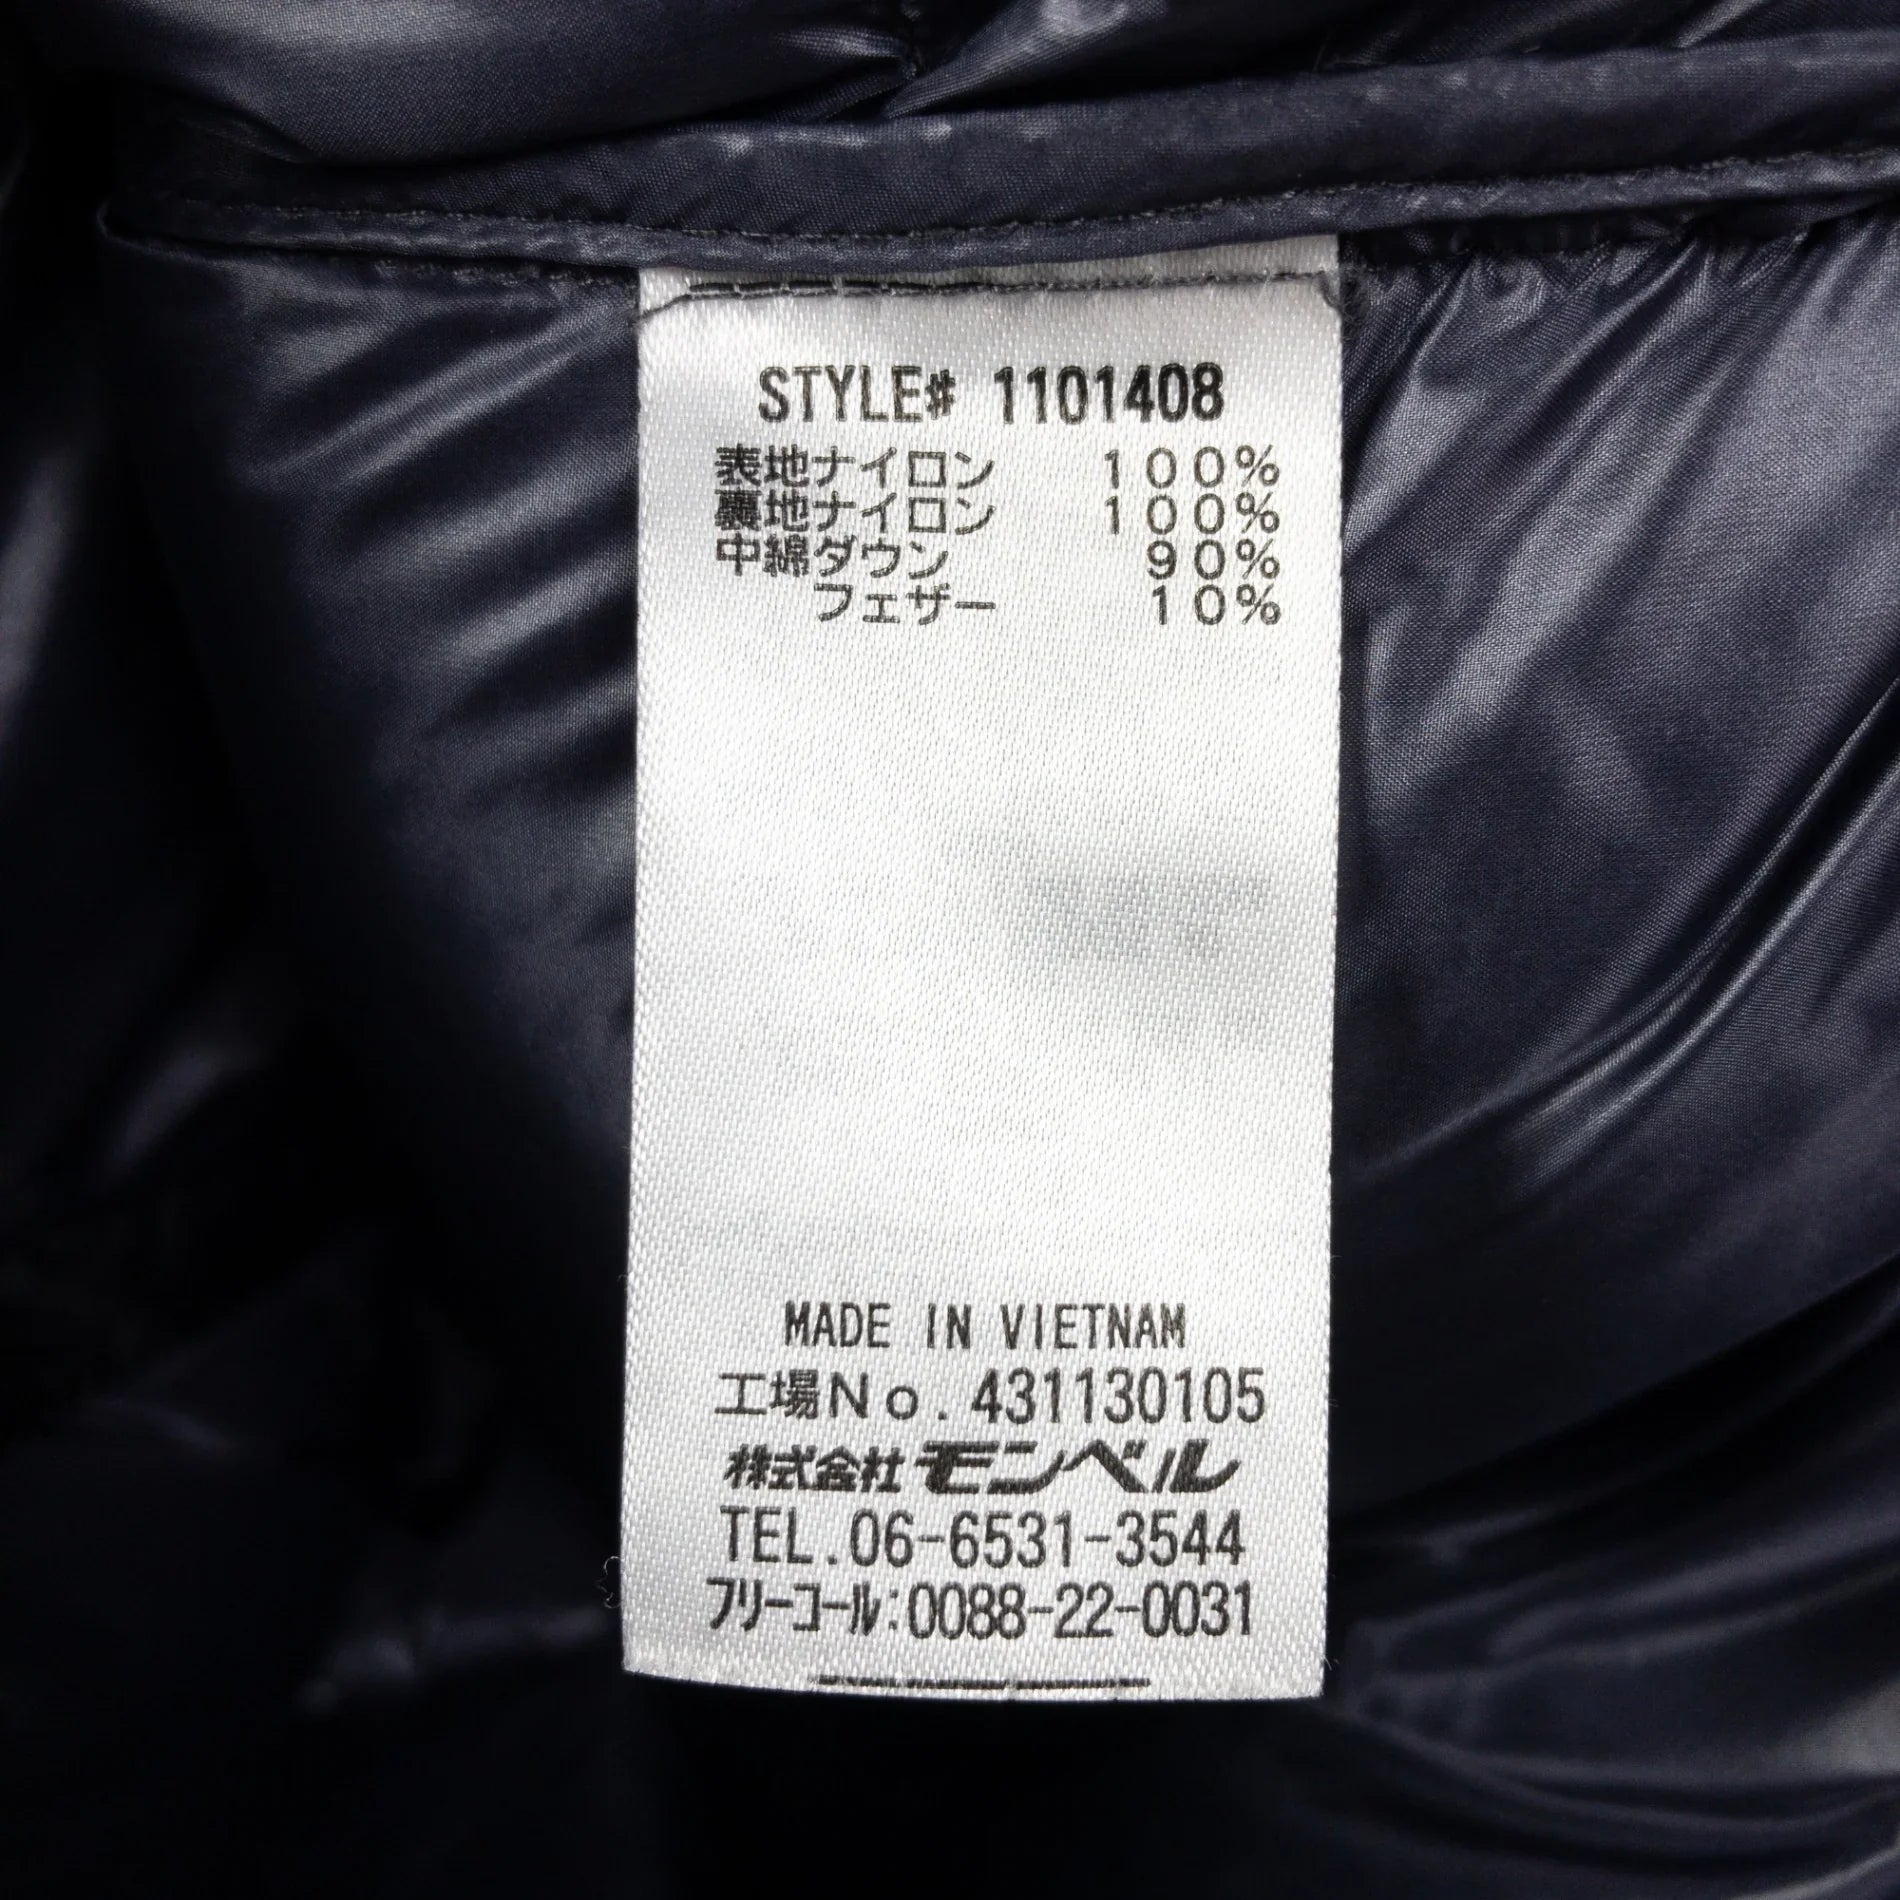 STYLE# 1101408
表地ナイロン 100%
裏地ナイロン 100%
中綿ダウン 90%
フェザー 10%
MADE IN VIETNAM
工場No. 431130105
株式会社モンベル
TEL.06-6531-3544
フリーコール:0088-22-0031